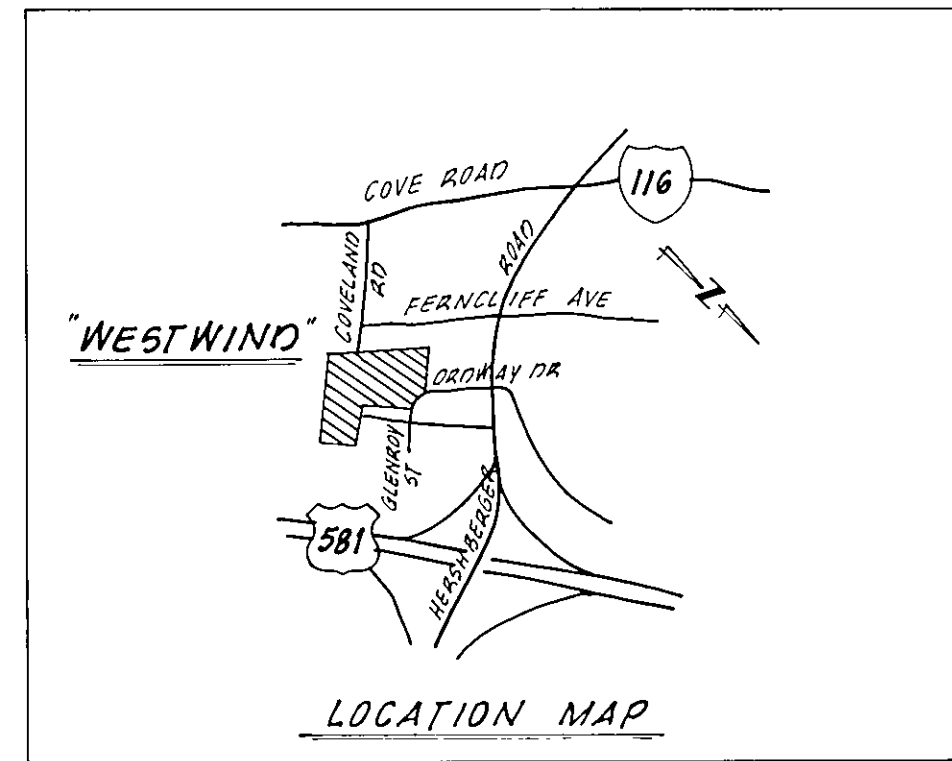 COVE ROAD
116
COVELAND
RD
ROAD
FERNCLIFF AVE
"WESTWIND"
ORDWAY DR
GLENROY
ST
HERSHBERGER
581
N
LOCATION MAP